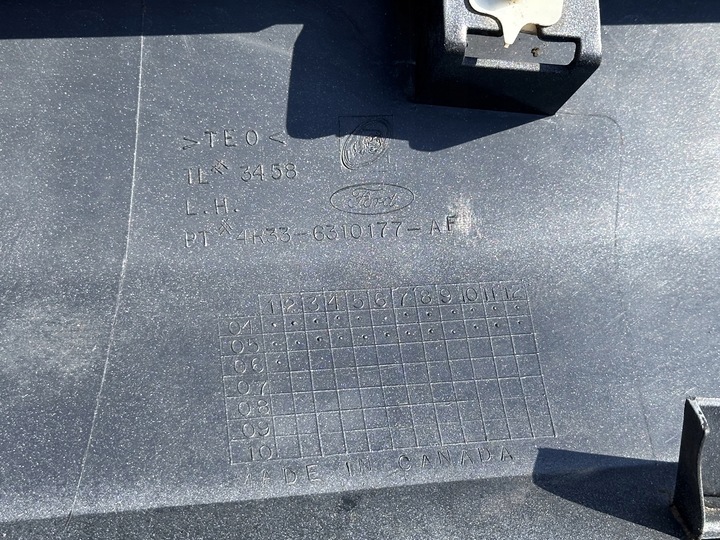 >TEO<
TL* 3458
L.H.
Ford
PT* 4R33-6310177-AF
1 2 3 4 5 6 7 8 9 10 11 12
04
05
06
07
08
09
10
MADE IN CANADA